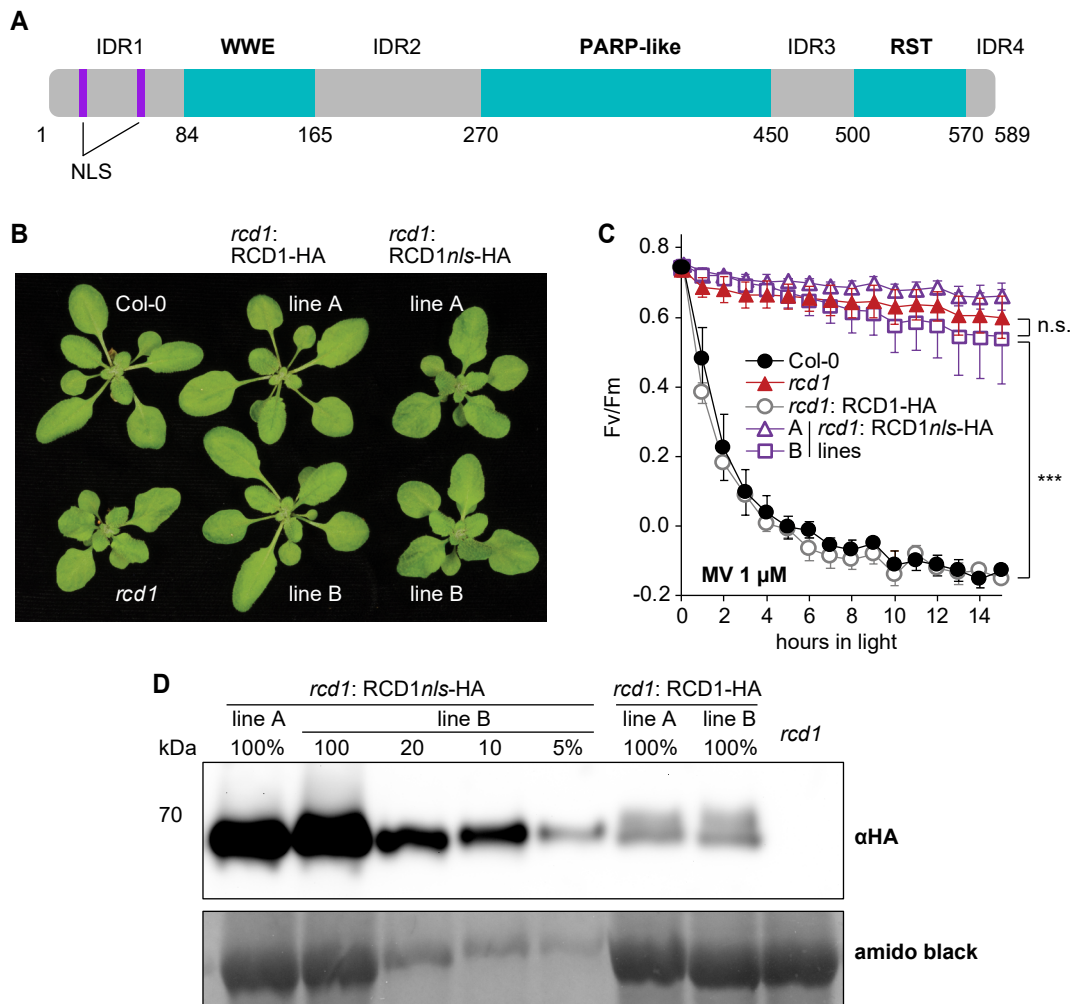 A
IDR1 WWE IDR2 PARP-like IDR3 RST IDR4
1 84 165 270 450 500 570 589
NLS
B
rcd1: RCD1-HA
rcd1: RCD1nls-HA
Col-0 line A line A
rcd1 line B line B
C
0.8
0.6
0.4
0.2
0.0
-0.2
Fv/Fm
n.s.
***
Col-0
rcd1
rcd1: RCD1-HA
A rcd1: RCD1nls-HA
B lines
MV 1 µM
0 2 4 6 8 10 12 14
hours in light
D
rcd1: RCD1nls-HA rcd1: RCD1-HA
line A line B line A line B rcd1
kDa 100% 100 20 10 5% 100% 100%
70
αHA
amido black